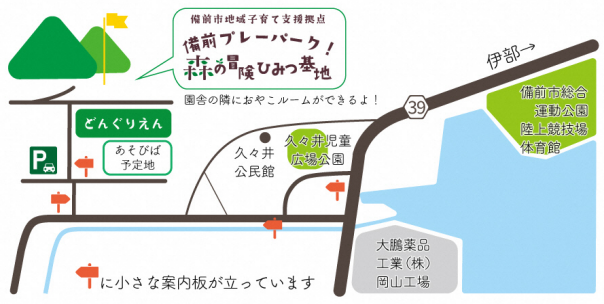 備前市地域子育て支援拠点
備前プレーパーク！
森の冒険ひみつ基地
園舎の隣におやこルームができるよ！
伊部→
39
備前市総合
運動公園
陸上競技場
体育館
どんぐりえん
P
あそびば
予定地
久々井
公民館
久々井児童
広場公園
大鵬薬品
工業（株）
岡山工場
に小さな案内板が立っています